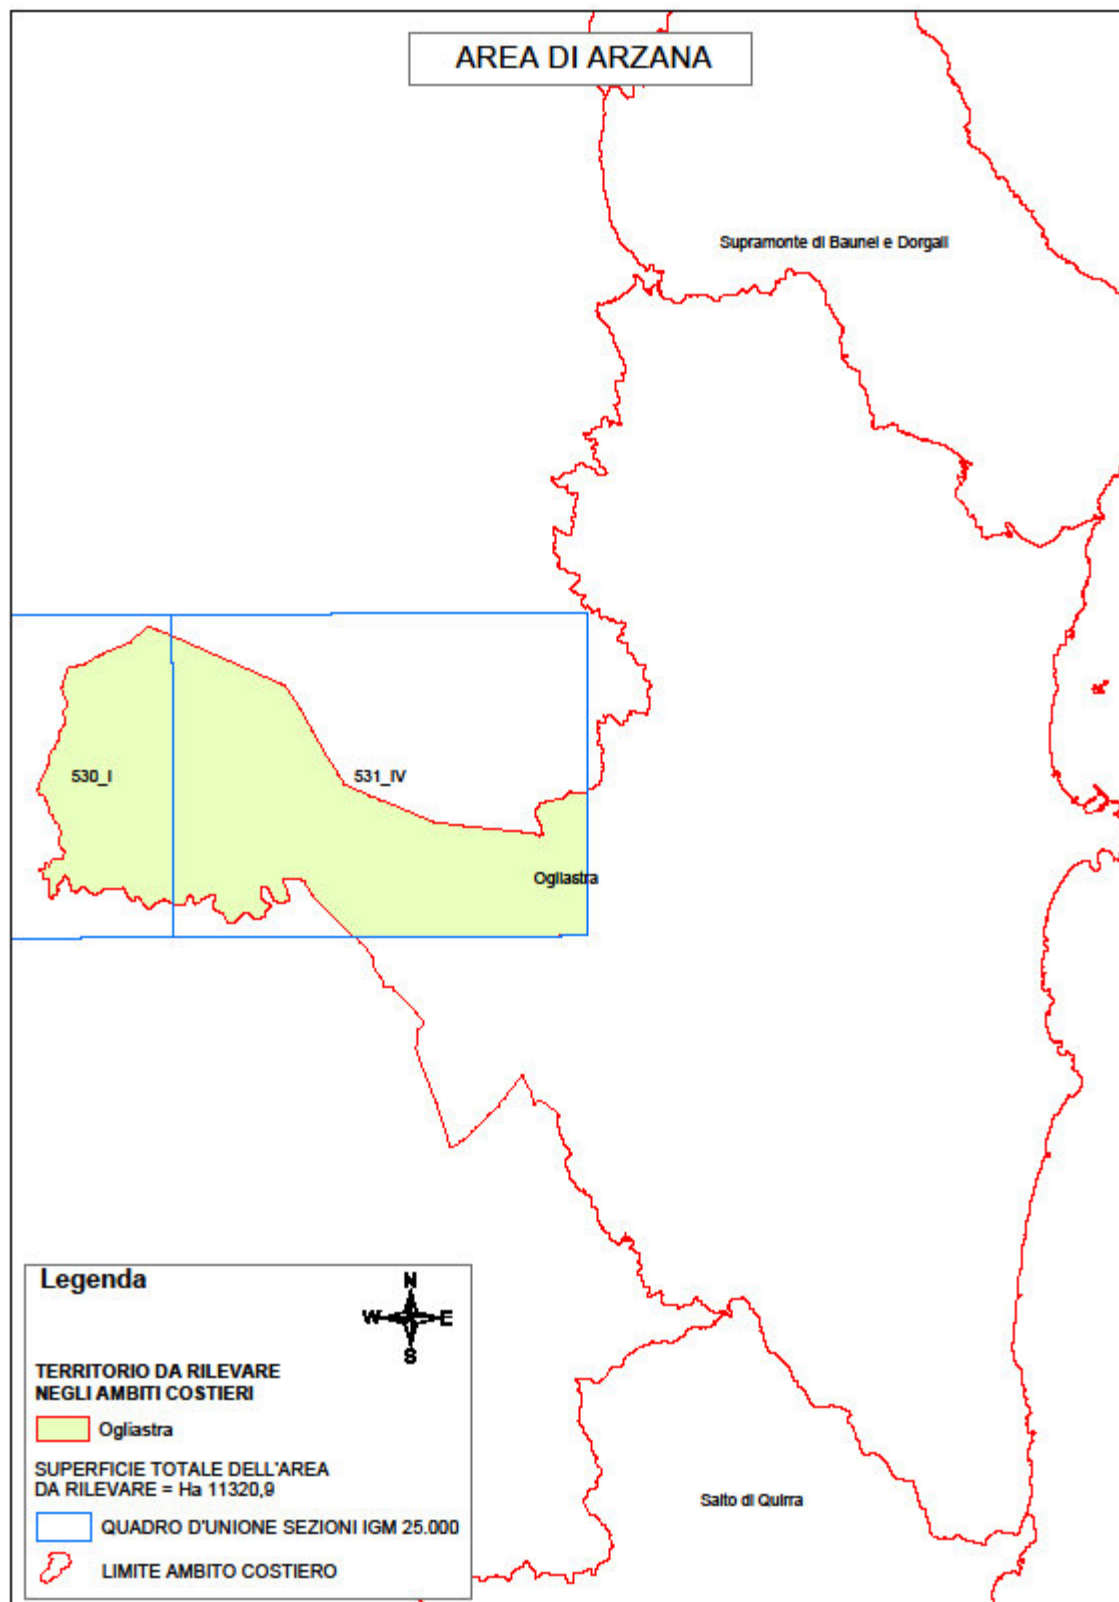 AREA DI ARZANA
Supramonte di Baunei e Dorgali
530_I
531_IV
Ogliastra
Legenda
N
W E
S
TERRITORIO DA RILEVARE
NEGLI AMBITI COSTIERI
Ogliastra
SUPERFICIE TOTALE DELL'AREA
DA RILEVARE = Ha 11320,9
QUADRO D'UNIONE SEZIONI IGM 25.000
LIMITE AMBITO COSTIERO
Salto di Quirra